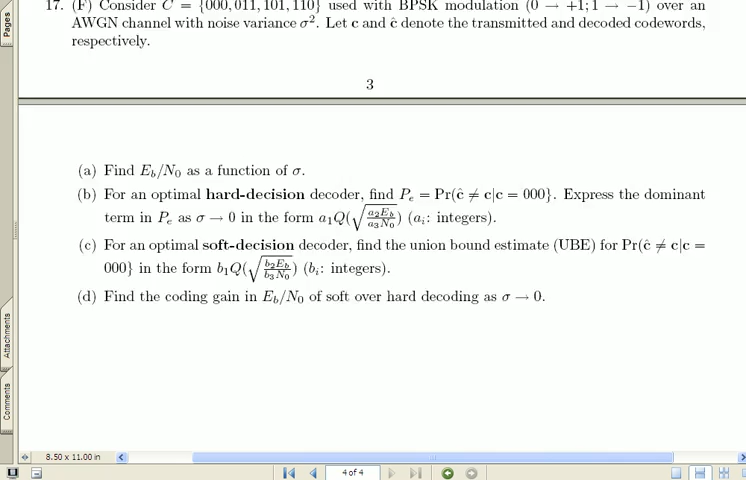 17. (F) Consider C = {000, 011, 101, 110} used with BPSK modulation (0 → +1; 1 → −1) over an
AWGN channel with noise variance σ². Let c and ĉ denote the transmitted and decoded codewords,
respectively.
3
(a) Find E_b/N_0 as a function of σ.
(b) For an optimal hard-decision decoder, find P_e = Pr(ĉ ≠ c|c = 000}. Express the dominant
term in P_e as σ → 0 in the form a_1Q(√(a_2E_b/a_3N_0)) (a_i: integers).
(c) For an optimal soft-decision decoder, find the union bound estimate (UBE) for Pr(ĉ ≠ c|c =
000} in the form b_1Q(√(b_2E_b/b_3N_0)) (b_i: integers).
(d) Find the coding gain in E_b/N_0 of soft over hard decoding as σ → 0.
Pages
Attachments
Comments
8.50 x 11.00 in
4 of 4